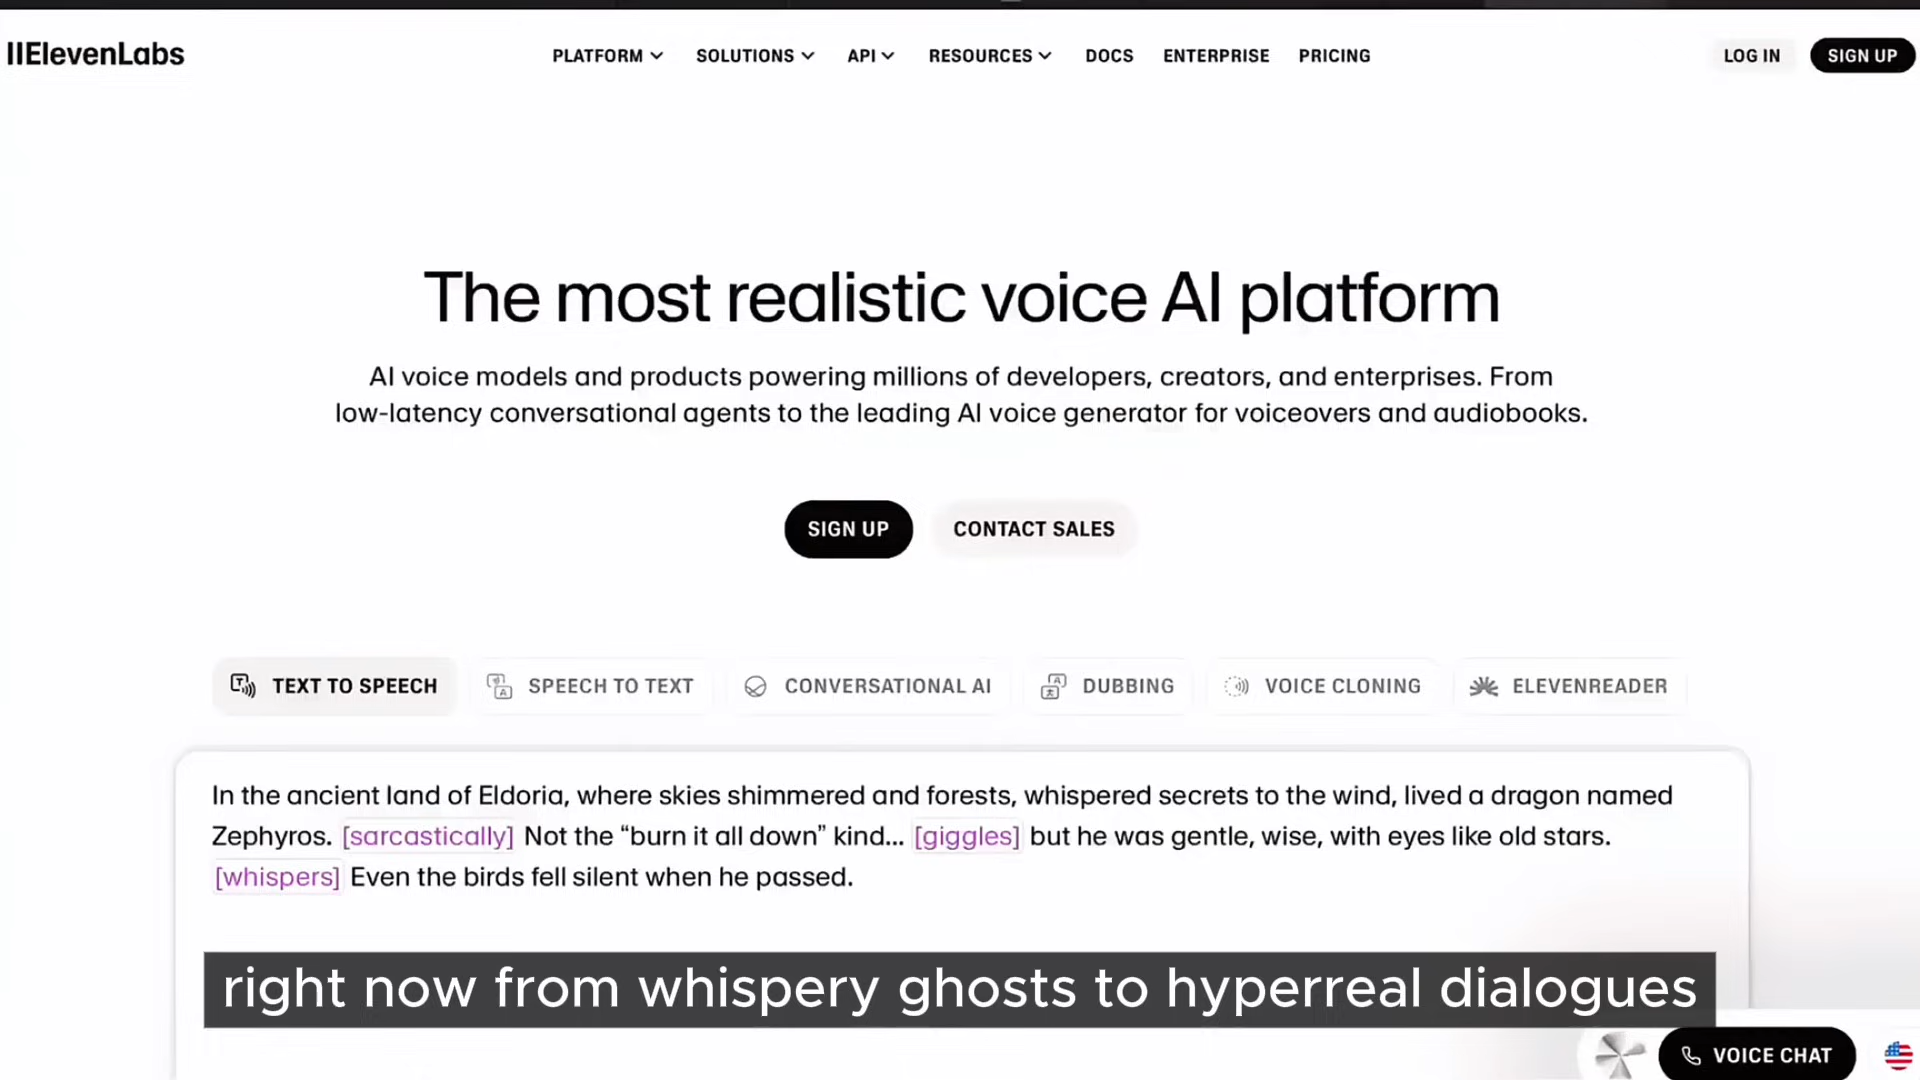 IIElevenLabs
PLATFORM
SOLUTIONS
API
RESOURCES
DOCS
ENTERPRISE
PRICING
LOG IN
SIGN UP
The most realistic voice AI platform
AI voice models and products powering millions of developers, creators, and enterprises. From
low-latency conversational agents to the leading AI voice generator for voiceovers and audiobooks.
SIGN UP
CONTACT SALES
TEXT TO SPEECH
SPEECH TO TEXT
CONVERSATIONAL AI
DUBBING
VOICE CLONING
ELEVENREADER
In the ancient land of Eldoria, where skies shimmered and forests, whispered secrets to the wind, lived a dragon named
Zephyros. [sarcastically] Not the “burn it all down” kind... [giggles] but he was gentle, wise, with eyes like old stars.
[whispers] Even the birds fell silent when he passed.
right now from whispery ghosts to hyperreal dialogues
VOICE CHAT